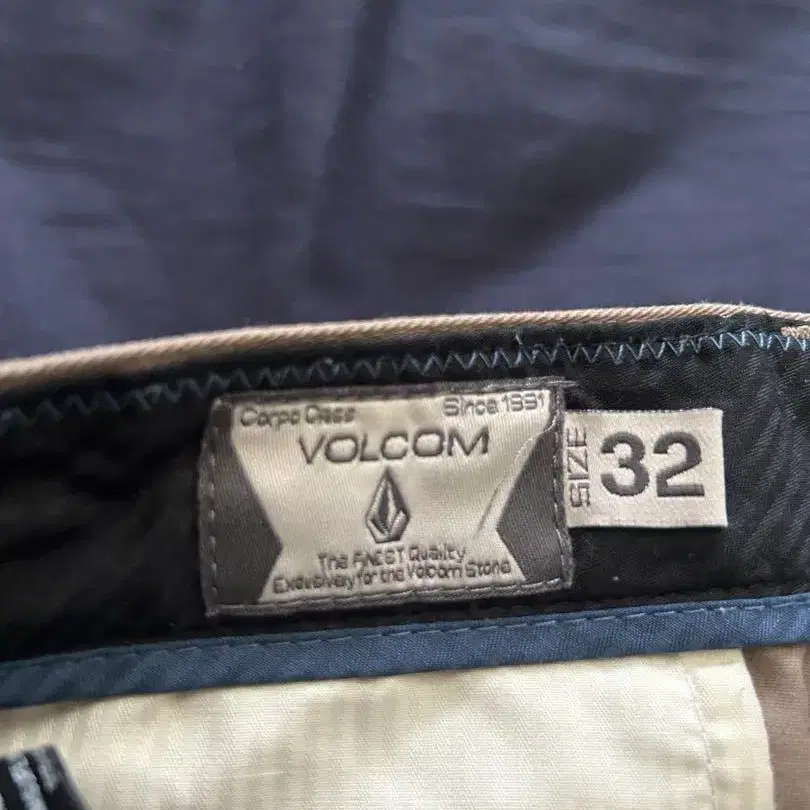 Corpo Class Since 1991
VOLCOM
The FINEST Quality
Exclusively for the Volcom Stone
SIZE 32